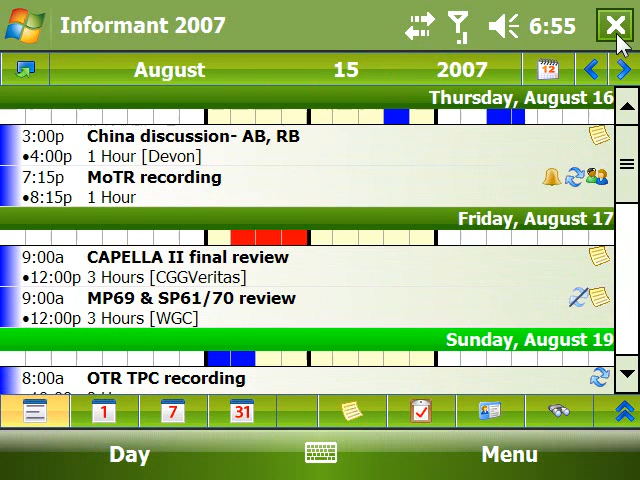 Informant 2007 6:55
August 15 2007 12
Thursday, August 16
3:00p China discussion- AB, RB
•4:00p 1 Hour [Devon]
7:15p MoTR recording
•8:15p 1 Hour
Friday, August 17
9:00a CAPELLA II final review
•12:00p 3 Hours [CGGVeritas]
9:00a MP69 & SP61/70 review
•12:00p 3 Hours [WGC]
Sunday, August 19
8:00a OTR TPC recording
1 7 31
Day Menu